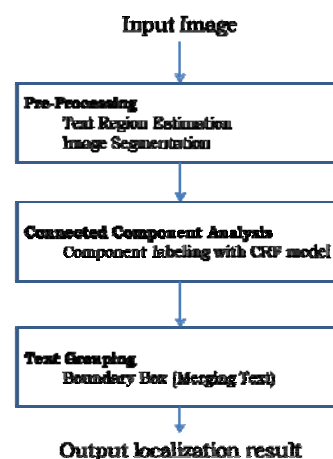 Input Image
Pre-Processing
Text Region Estimation
Image Segmentation
Connected Component Analysis
Component labeling with CRF model
Text Grouping
Boundary Box (Merging Text)
Output localization result